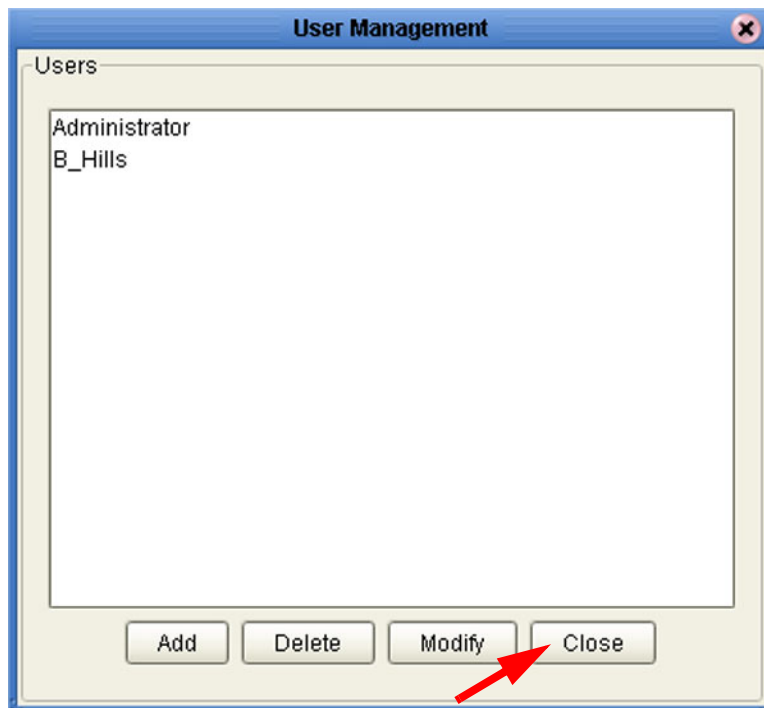 User Management
Users
Administrator
B_Hills
Add Delete Modify Close